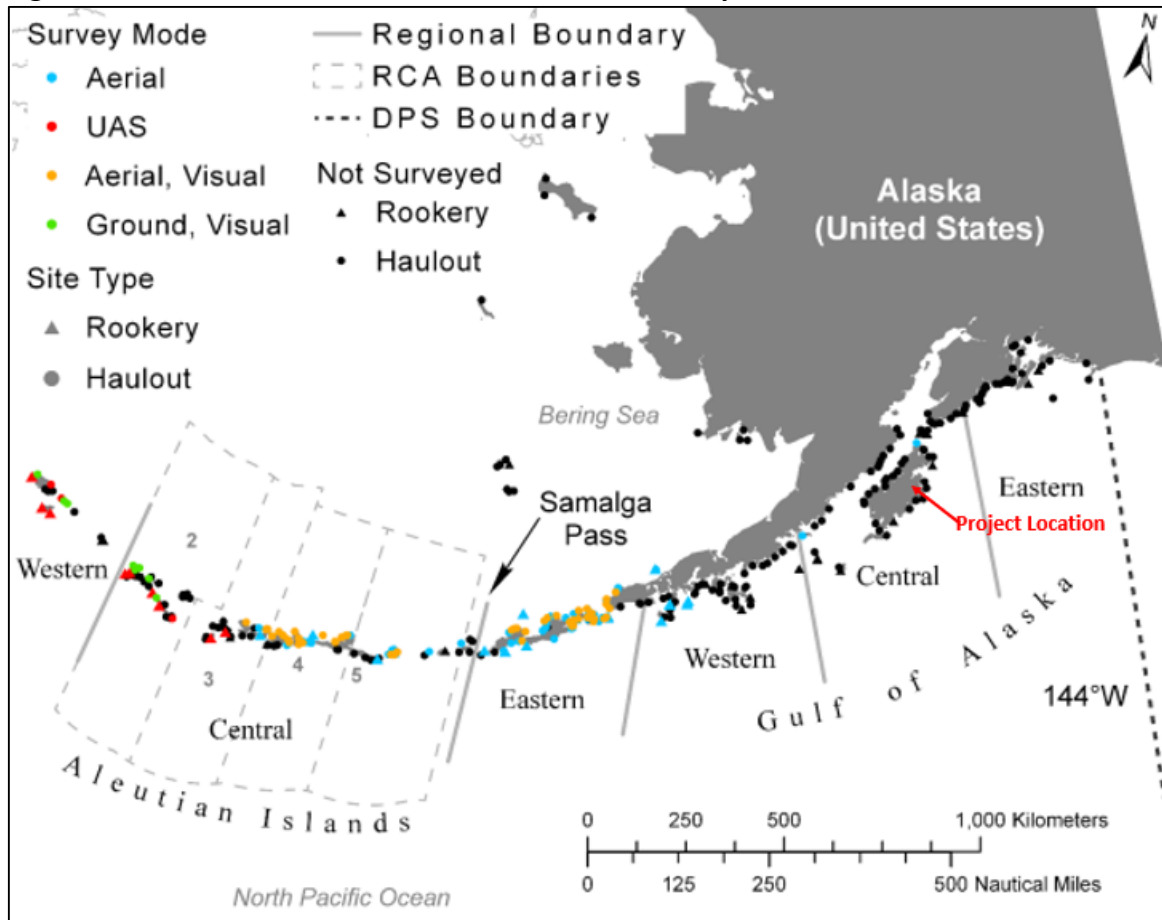 Survey Mode
Aerial
UAS
Aerial, Visual
Ground, Visual
Site Type
Rookery
Haulout
Regional Boundary
RCA Boundaries
DPS Boundary
Not Surveyed
Rookery
Haulout
N
Alaska
(United States)
Bering Sea
Samalga
Pass
Eastern
Project Location
Central
Western
2
3
4
5
Western
Central
Eastern
Aleutian Islands
Gulf of Alaska
144°W
0 250 500 1,000 Kilometers
0 125 250 500 Nautical Miles
North Pacific Ocean